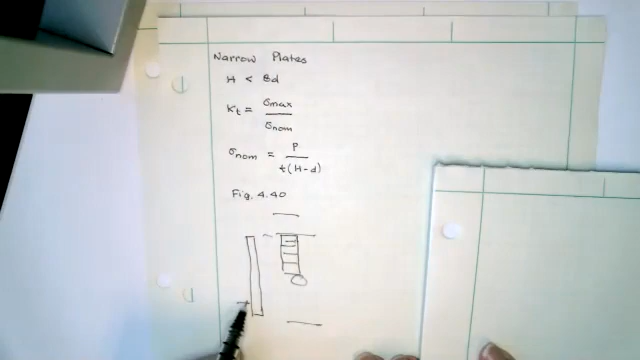 Narrow Plates
H < 8d
Kt = σmax
σnom
σnom = P
t(H-d)
Fig. 4.40